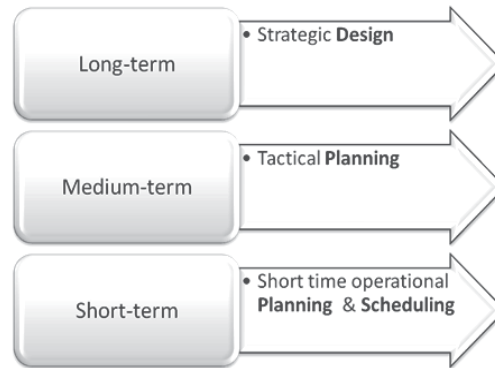 Long-term
• Strategic Design
Medium-term
• Tactical Planning
Short-term
• Short time operational
Planning & Scheduling